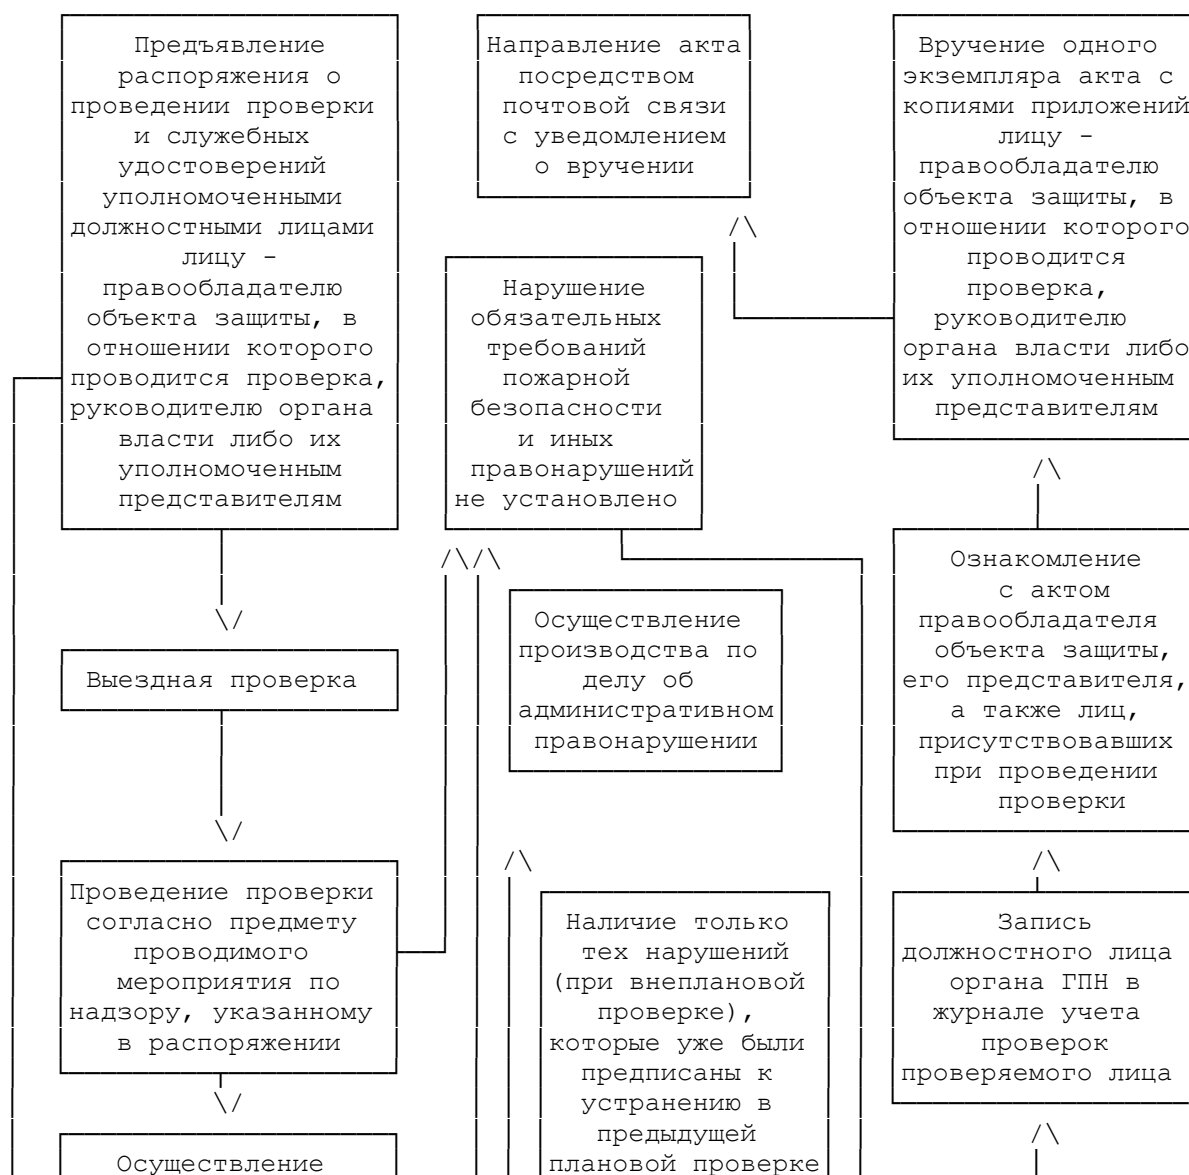 Предъявление
распоряжения о
проведении проверки
и служебных
удостоверений
уполномоченными
должностными лицами
лицу -
правообладателю
объекта защиты, в
отношении которого
проводится проверка,
руководителю органа
власти либо их
уполномоченным
представителям
Выездная проверка
Проведение проверки
согласно предмету
проводимого
мероприятия по
надзору, указанному
в распоряжении
Осуществление
Направление акта
посредством
почтовой связи
с уведомлением
о вручении
Нарушение
обязательных
требований
пожарной
безопасности
и иных
правонарушений
не установлено
Осуществление
производства по
делу об
административном
правонарушении
Наличие только
тех нарушений
(при внеплановой
проверке),
которые уже были
предписаны к
устранению в
предыдущей
плановой проверке
Вручение одного
экземпляра акта с
копиями приложений
лицу -
правообладателю
объекта защиты, в
отношении которого
проводится
проверка,
руководителю
органа власти либо
их уполномоченным
представителям
Ознакомление
с актом
правообладателя
объекта защиты,
его представителя,
а также лиц,
присутствовавших
при проведении
проверки
Запись
должностного лица
органа ГПН в
журнале учета
проверок
проверяемого лица